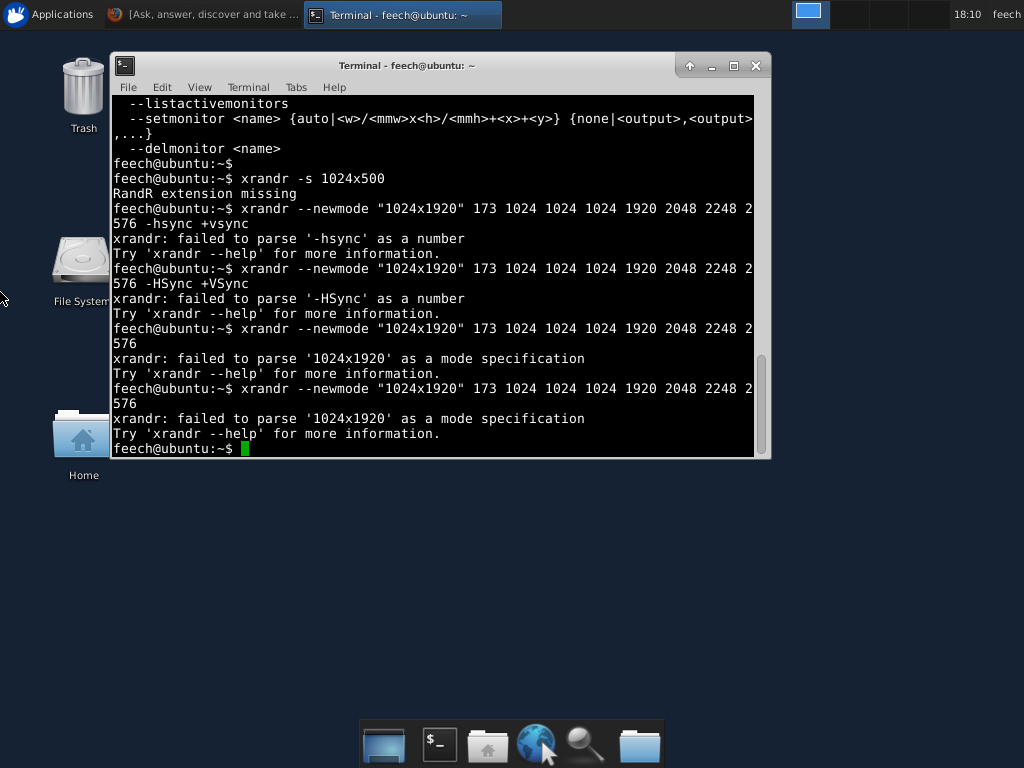 Applications
[Ask, answer, discover and take ...
Terminal - feech@ubuntu: ~
18:10
feech
Trash
File System
Home
Terminal - feech@ubuntu: ~
File Edit View Terminal Tabs Help
--listactivemonitors
--setmonitor <name> {auto|<w>/<mmw>x<h>/<mmh>+<x>+<y>} {none|<output>,<output>
,...}
--delmonitor <name>
feech@ubuntu:~$
feech@ubuntu:~$ xrandr -s 1024x500
RandR extension missing
feech@ubuntu:~$ xrandr --newmode "1024x1920" 173 1024 1024 1024 1920 2048 2248 2
576 -hsync +vsync
xrandr: failed to parse '-hsync' as a number
Try 'xrandr --help' for more information.
feech@ubuntu:~$ xrandr --newmode "1024x1920" 173 1024 1024 1024 1920 2048 2248 2
576 -HSync +VSync
xrandr: failed to parse '-HSync' as a number
Try 'xrandr --help' for more information.
feech@ubuntu:~$ xrandr --newmode "1024x1920" 173 1024 1024 1024 1920 2048 2248 2
576
xrandr: failed to parse '1024x1920' as a mode specification
Try 'xrandr --help' for more information.
feech@ubuntu:~$ xrandr --newmode "1024x1920" 173 1024 1024 1024 1920 2048 2248 2
576
xrandr: failed to parse '1024x1920' as a mode specification
Try 'xrandr --help' for more information.
feech@ubuntu:~$